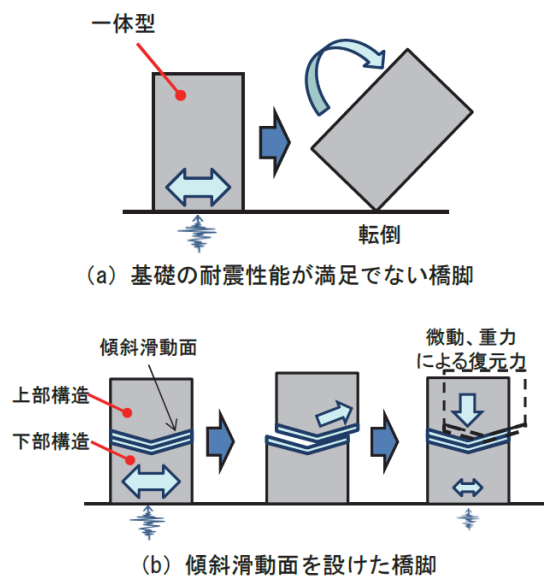 一体型
転倒
(a) 基礎の耐震性能が満足でない橋脚
傾斜滑動面
上部構造
下部構造
微動、重力
による復元力
(b) 傾斜滑動面を設けた橋脚